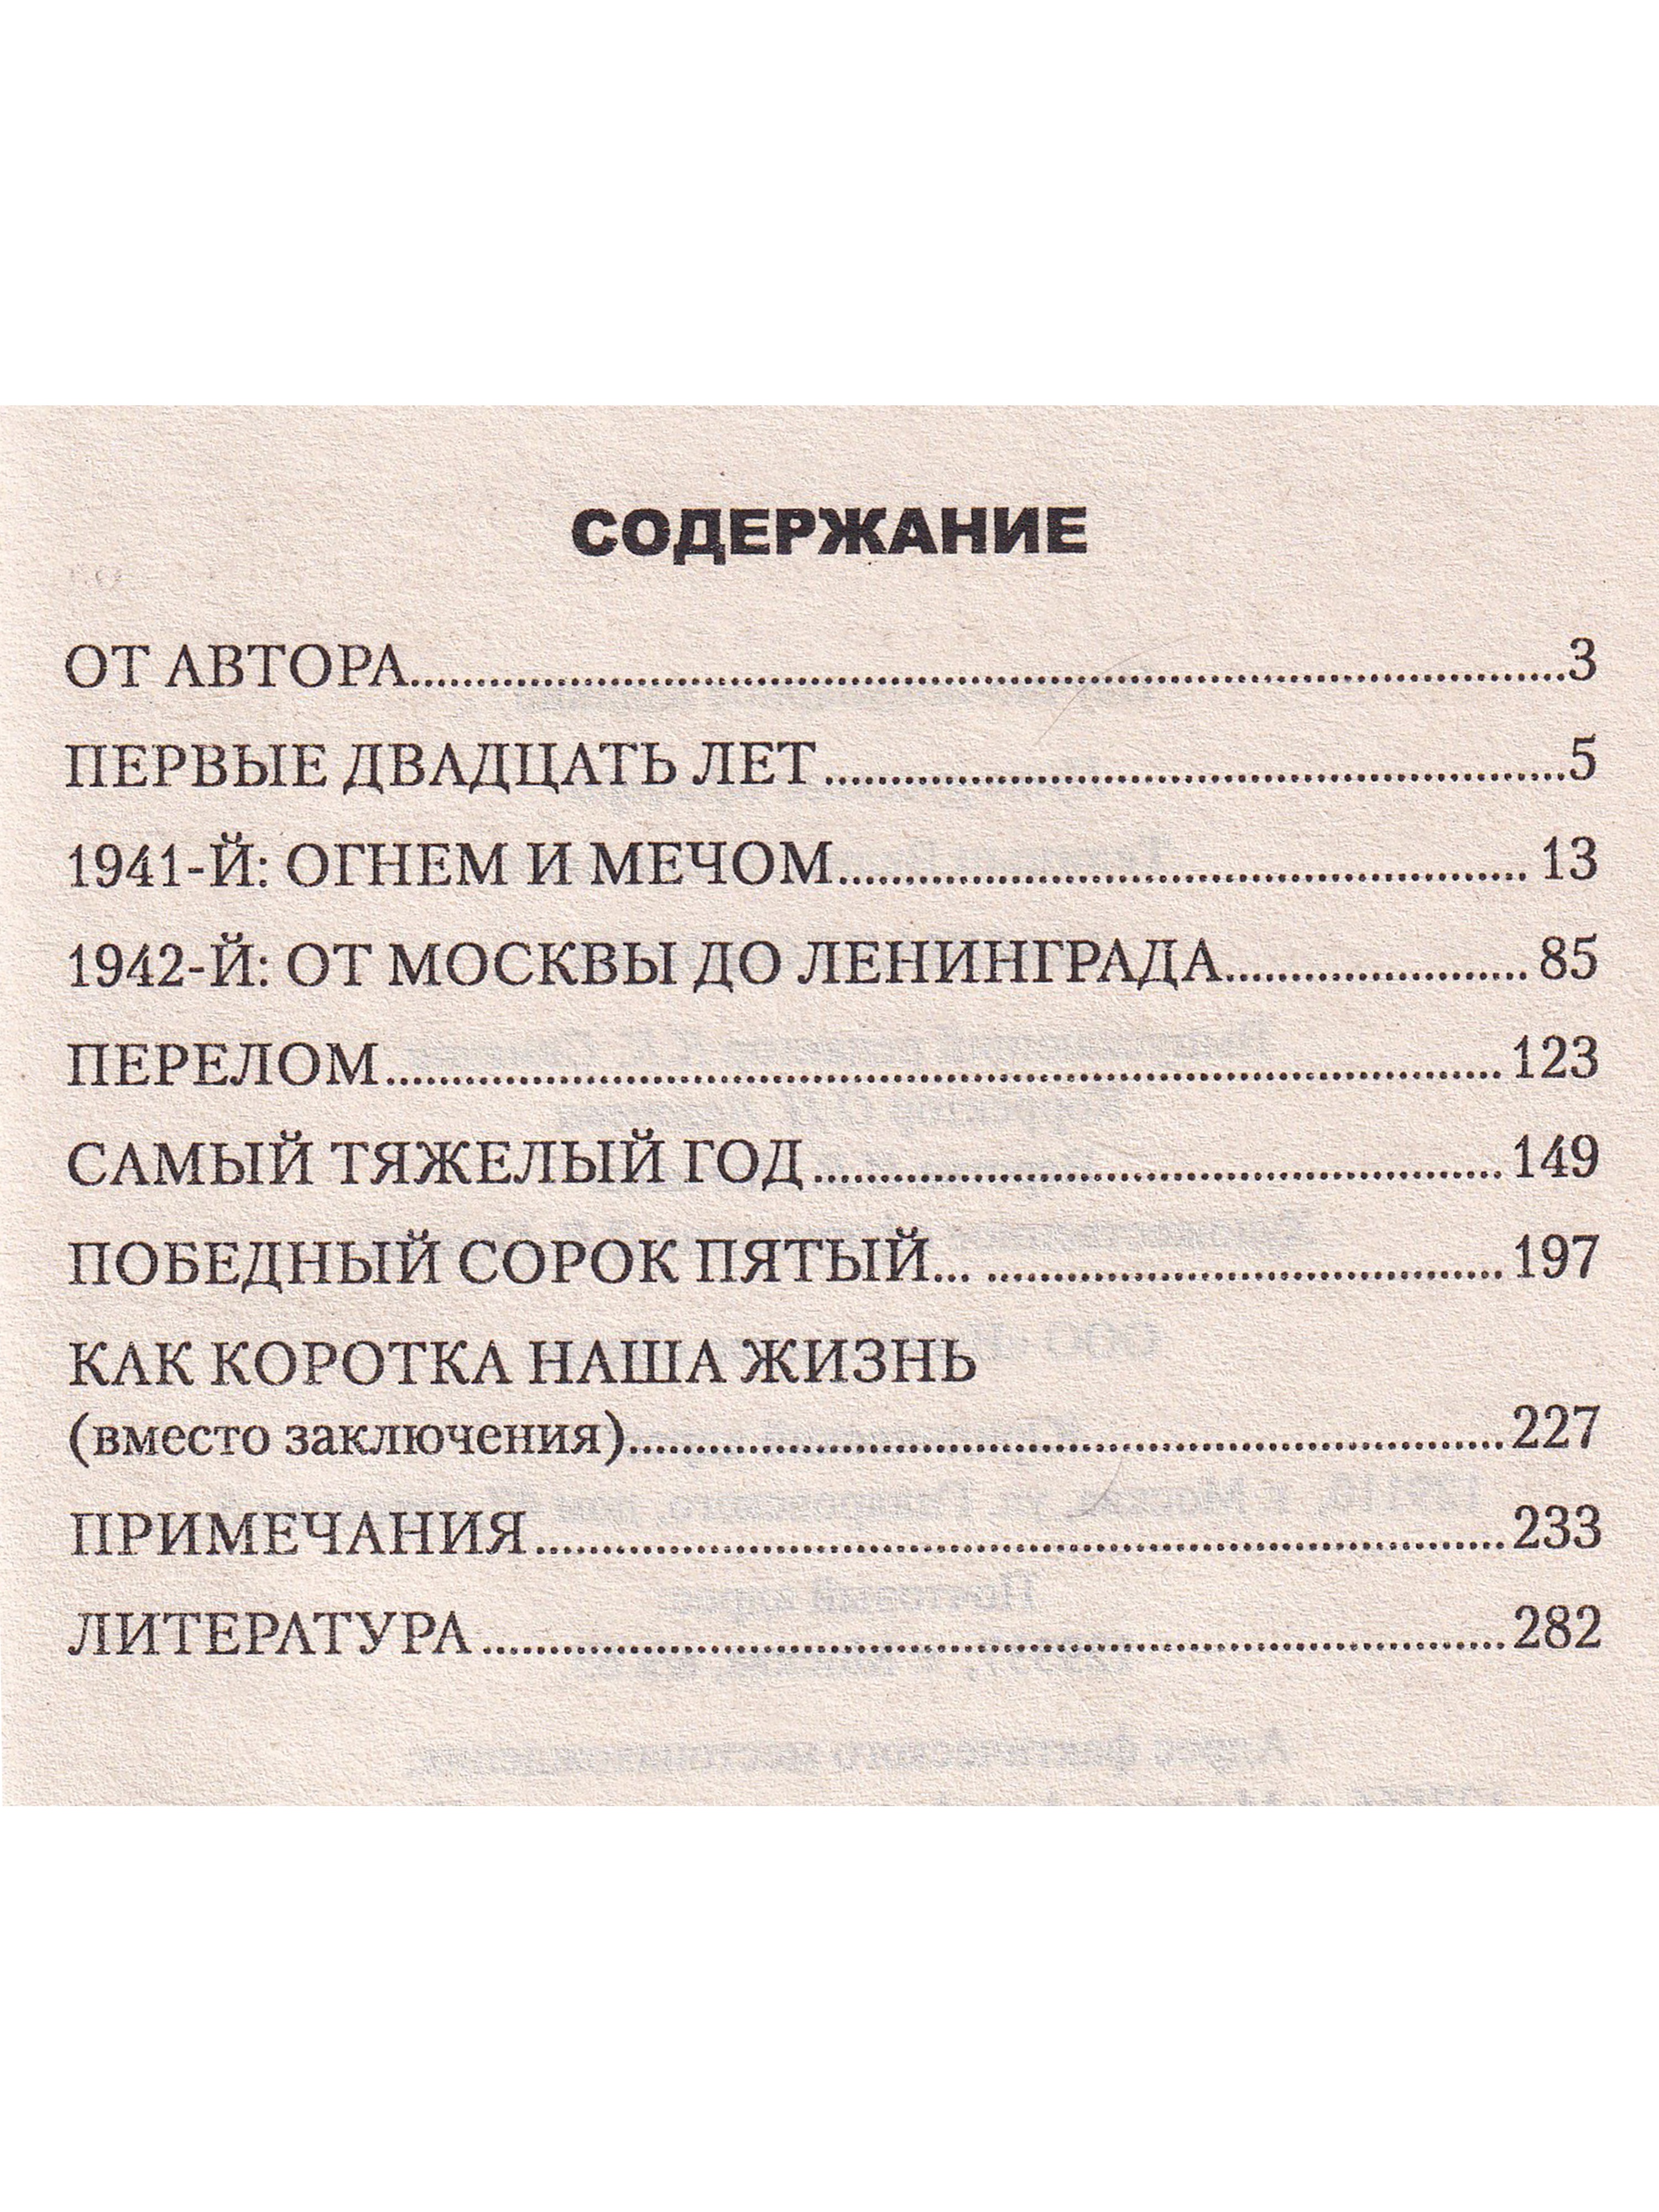 СОДЕРЖАНИЕ
ОТ АВТОРА..........3
ПЕРВЫЕ ДВАДЦАТЬ ЛЕТ..........5
1941-Й: ОГНЕМ И МЕЧОМ.......... 13
1942-Й: ОТ МОСКВЫ ДО ЛЕНИНГРАДА.......... 85
ПЕРЕЛОМ.......... 123
САМЫЙ ТЯЖЕЛЫЙ ГОД.......... 149
ПОБЕДНЫЙ СОРОК ПЯТЫЙ... .......... 197
КАК КОРОТКА НАША ЖИЗНЬ
(вместо заключения)..........227
ПРИМЕЧАНИЯ..........233
ЛИТЕРАТУРА..........282